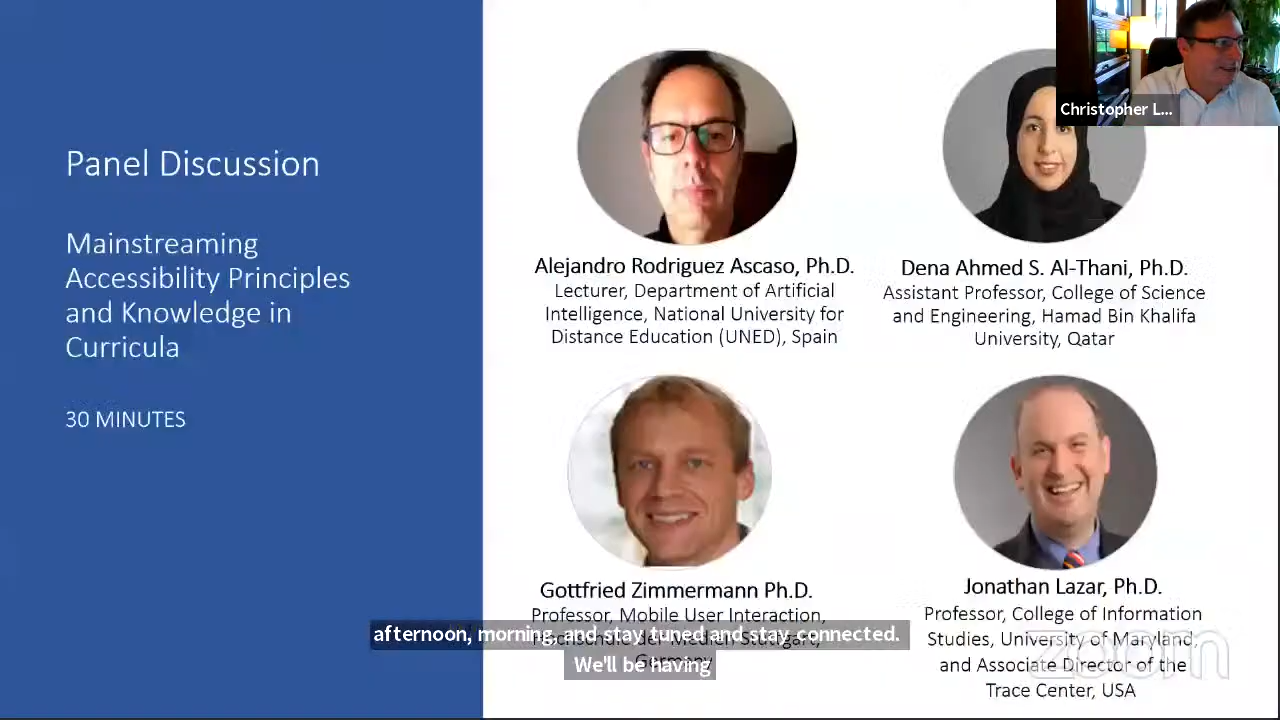 Panel Discussion
Mainstreaming
Accessibility Principles
and Knowledge in
Curricula
30 MINUTES
Christopher L...
Alejandro Rodriguez Ascaso, Ph.D.
Lecturer, Department of Artificial
Intelligence, National University for
Distance Education (UNED), Spain
Dena Ahmed S. Al-Thani, Ph.D.
Assistant Professor, College of Science
and Engineering, Hamad Bin Khalifa
University, Qatar
Gottfried Zimmermann Ph.D.
Professor, Mobile User Interaction,
Jonathan Lazar, Ph.D.
Professor, College of Information
Studies, University of Maryland,
and Associate Director of the
Trace Center, USA
afternoon, morning, and stay tuned and stay connected.
We'll be having
zoom